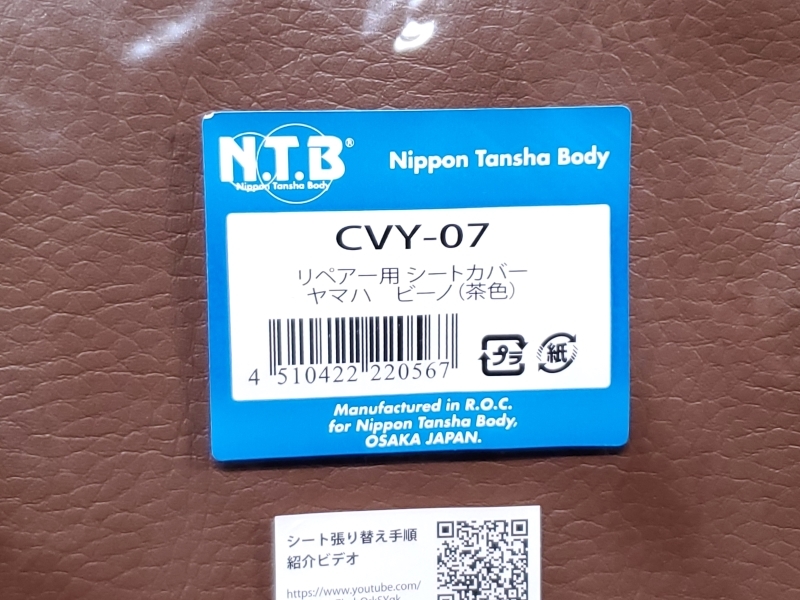 N.T.B®
Nippon Tansha Body
Nippon Tansha Body
CVY-07
リペアー用 シートカバー
ヤマハ　ビーノ(茶色)
4 510422 220567
プラ
紙
Manufactured in R.O.C.
for Nippon Tansha Body,
OSAKA JAPAN.
シート張り替え手順
紹介ビデオ
https://www.youtube.com/